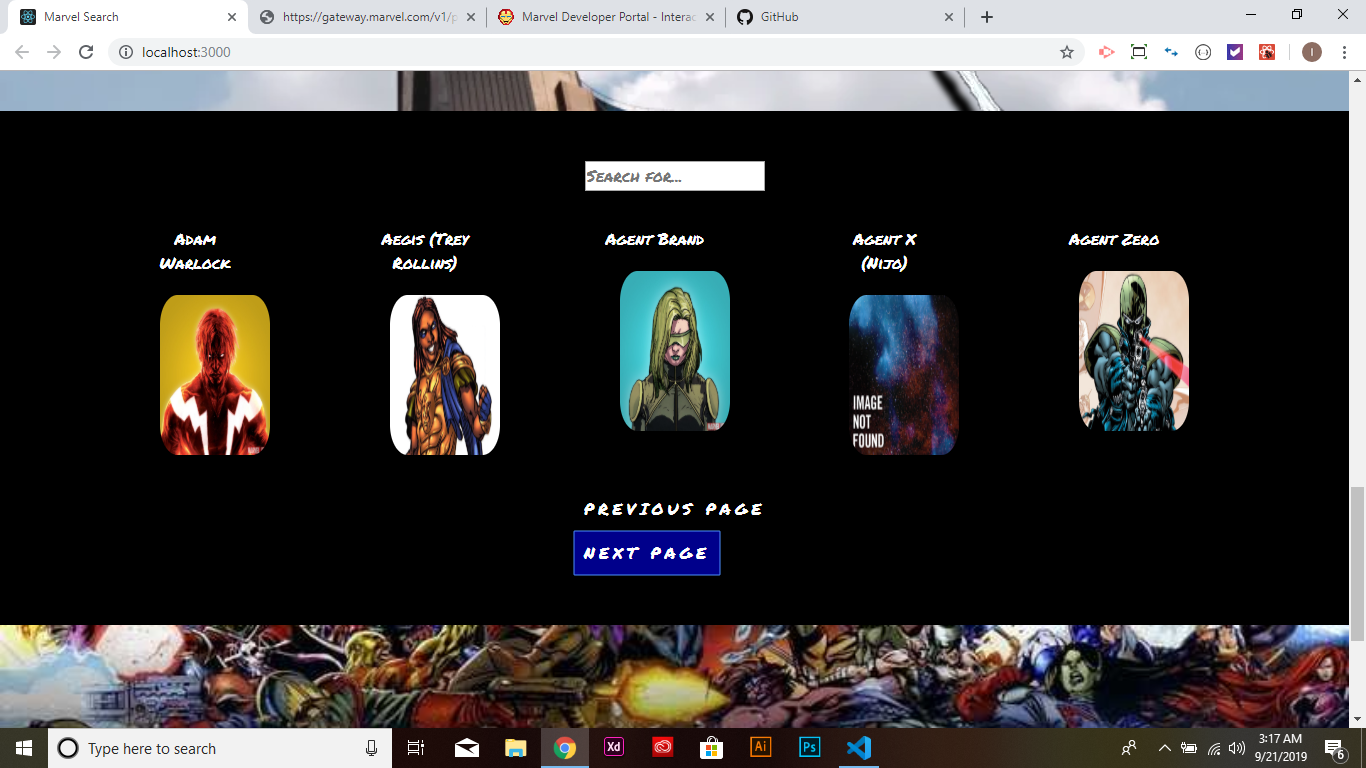 Marvel Search
https://gateway.marvel.com/v1/p
Marvel Developer Portal - Interac
GitHub
localhost:3000
I
Search for...
Adam
Warlock
Aegis (Trey
Rollins)
Agent Brand
Agent X
(Nijo)
Agent Zero
IMAGE
NOT
FOUND
PREVIOUS PAGE
NEXT PAGE
Type here to search
Xd
Ai
Ps
3:17 AM
9/21/2019
6